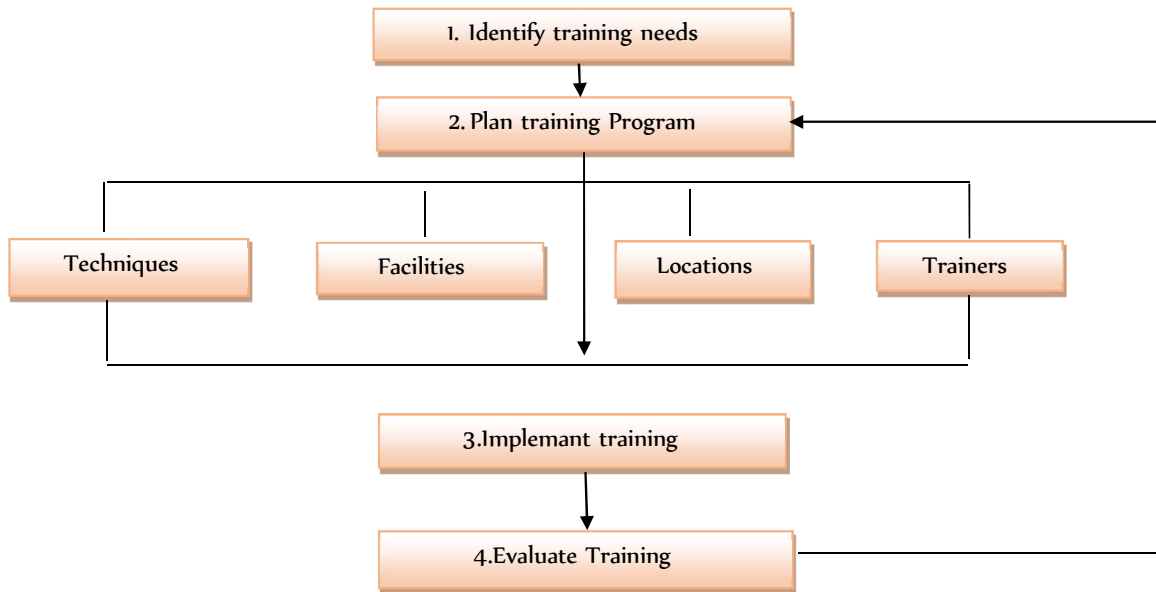 1. Identify training needs
2. Plan training Program
Techniques
Facilities
Locations
Trainers
3.Implemant training
4.Evaluate Training